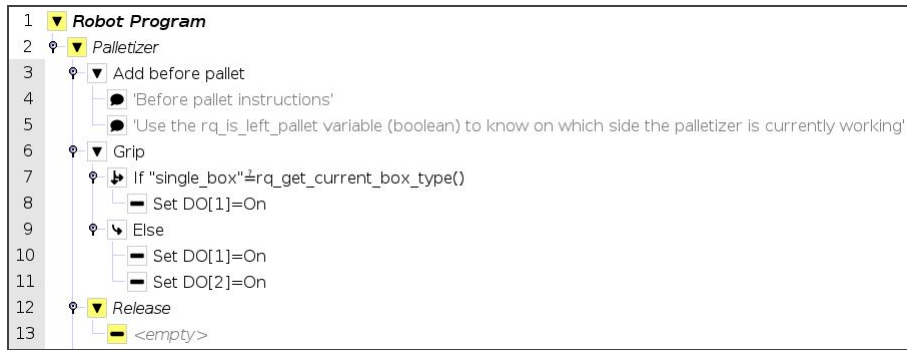 1 Robot Program
2 Palletizer
3 Add before pallet
4 'Before pallet instructions'
5 'Use the rq_is_left_pallet variable (boolean) to know on which side the palletizer is currently working'
6 Grip
7 If "single_box"≟rq_get_current_box_type()
8 Set DO[1]=On
9 Else
10 Set DO[1]=On
11 Set DO[2]=On
12 Release
13 <empty>